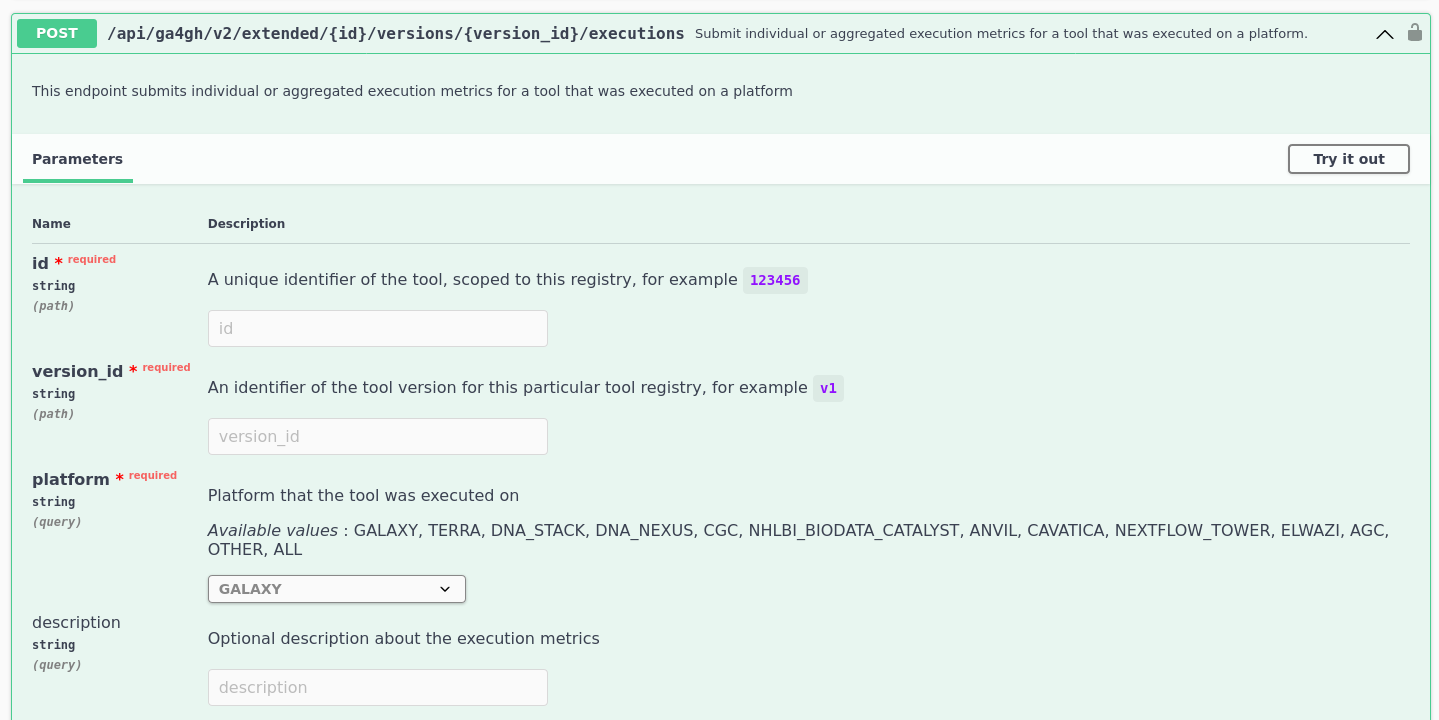 POST /api/ga4gh/v2/extended/{id}/versions/{version_id}/executions Submit individual or aggregated execution metrics for a tool that was executed on a platform.
This endpoint submits individual or aggregated execution metrics for a tool that was executed on a platform
Parameters Try it out
Name Description
id * required
string
(path)
A unique identifier of the tool, scoped to this registry, for example 123456
id
version_id * required
string
(path)
An identifier of the tool version for this particular tool registry, for example v1
version_id
platform * required
string
(query)
Platform that the tool was executed on
Available values : GALAXY, TERRA, DNA_STACK, DNA_NEXUS, CGC, NHLBI_BIODATA_CATALYST, ANVIL, CAVATICA, NEXTFLOW_TOWER, ELWAZI, AGC,
OTHER, ALL
GALAXY
description
string
(query)
Optional description about the execution metrics
description